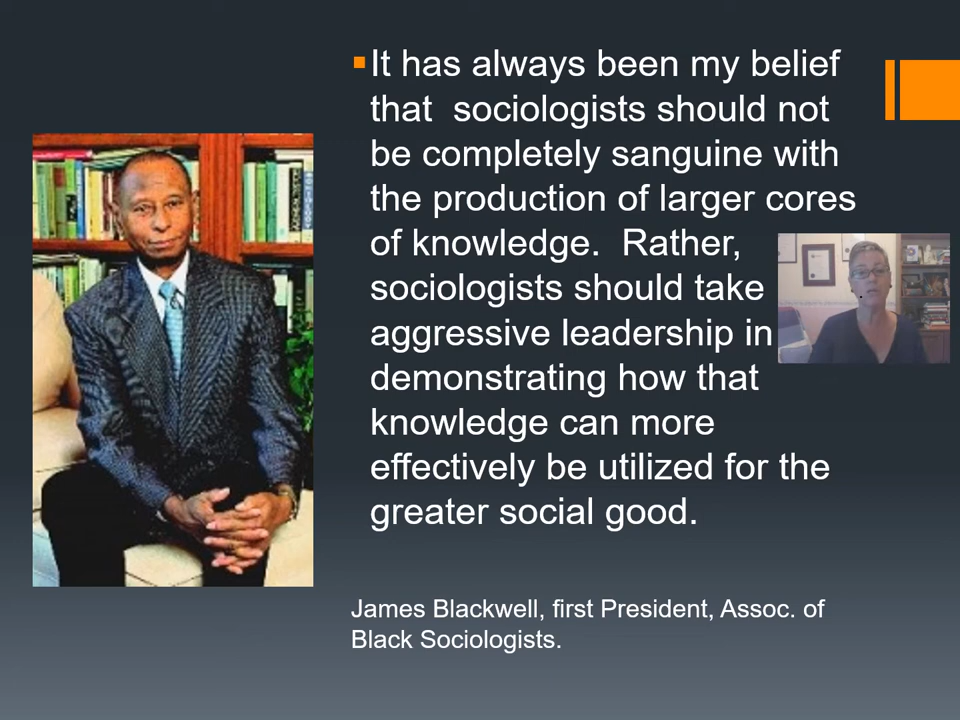 It has always been my belief
that sociologists should not
be completely sanguine with
the production of larger cores
of knowledge. Rather,
sociologists should take
aggressive leadership in
demonstrating how that
knowledge can more
effectively be utilized for the
greater social good.
James Blackwell, first President, Assoc. of
Black Sociologists.